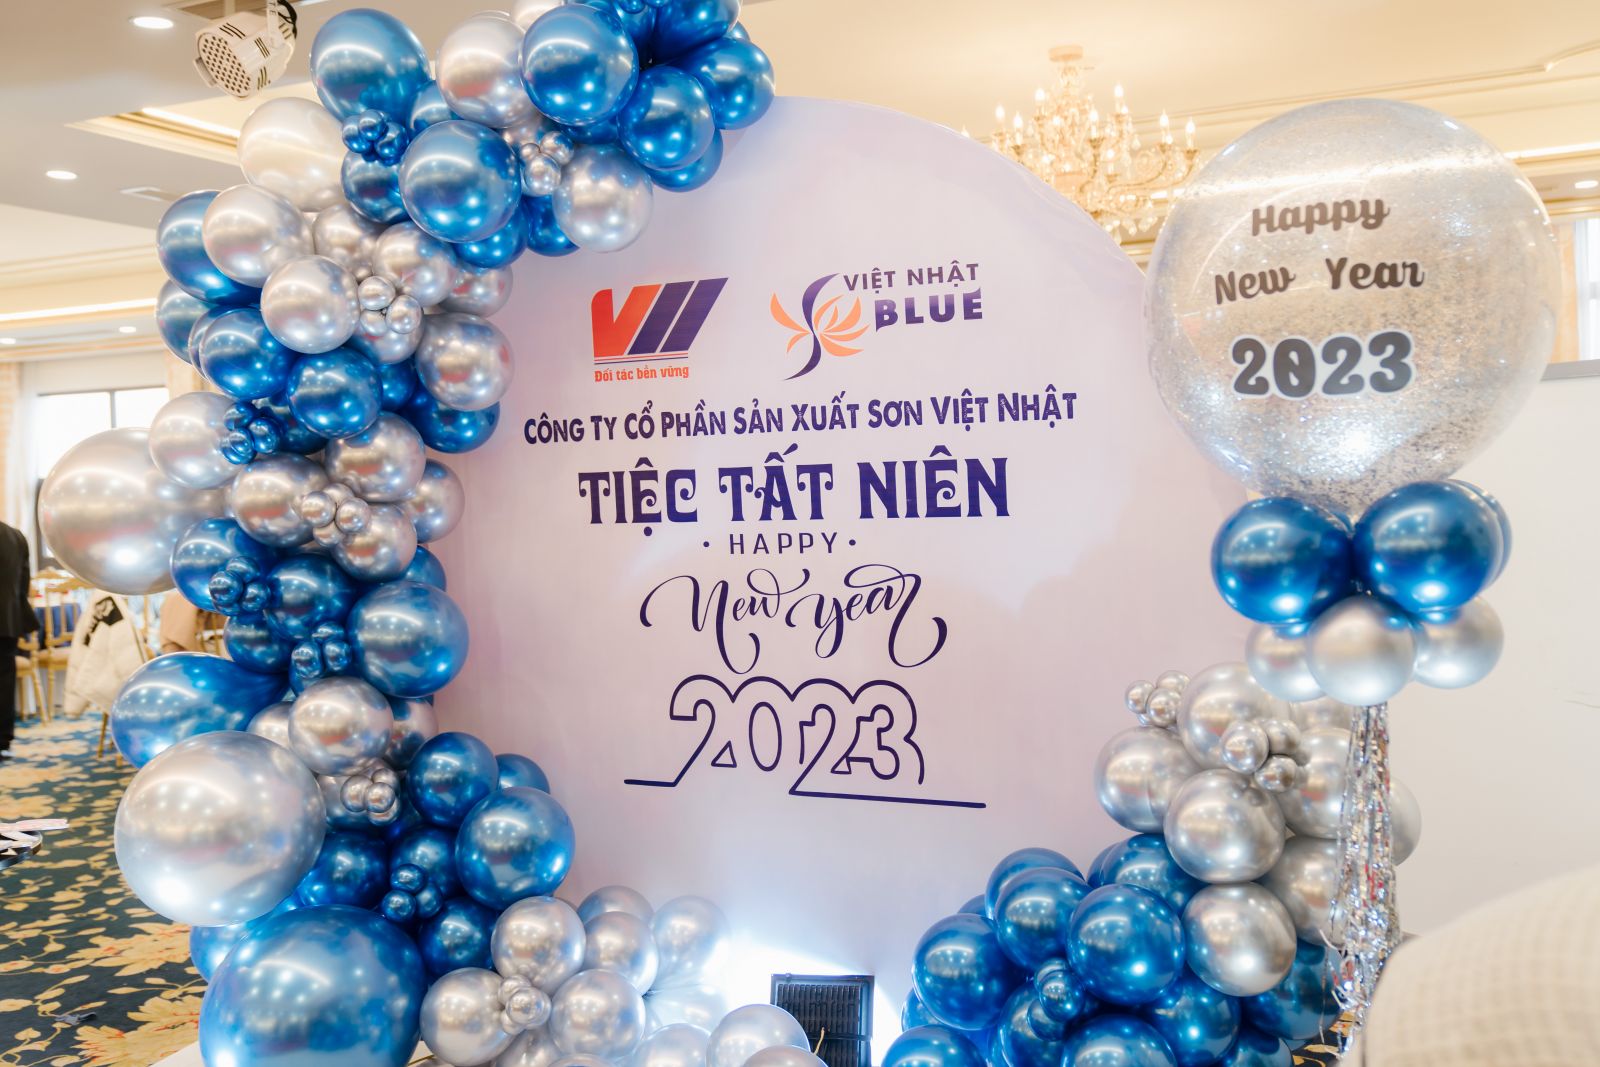 VII
Đối tác bền vững
VIỆT NHẬT
BLUE
CÔNG TY CỔ PHẦN SẢN XUẤT SƠN VIỆT NHẬT
TIỆC TẤT NIÊN
• HAPPY •
New year
2023
Happy
New Year
2023